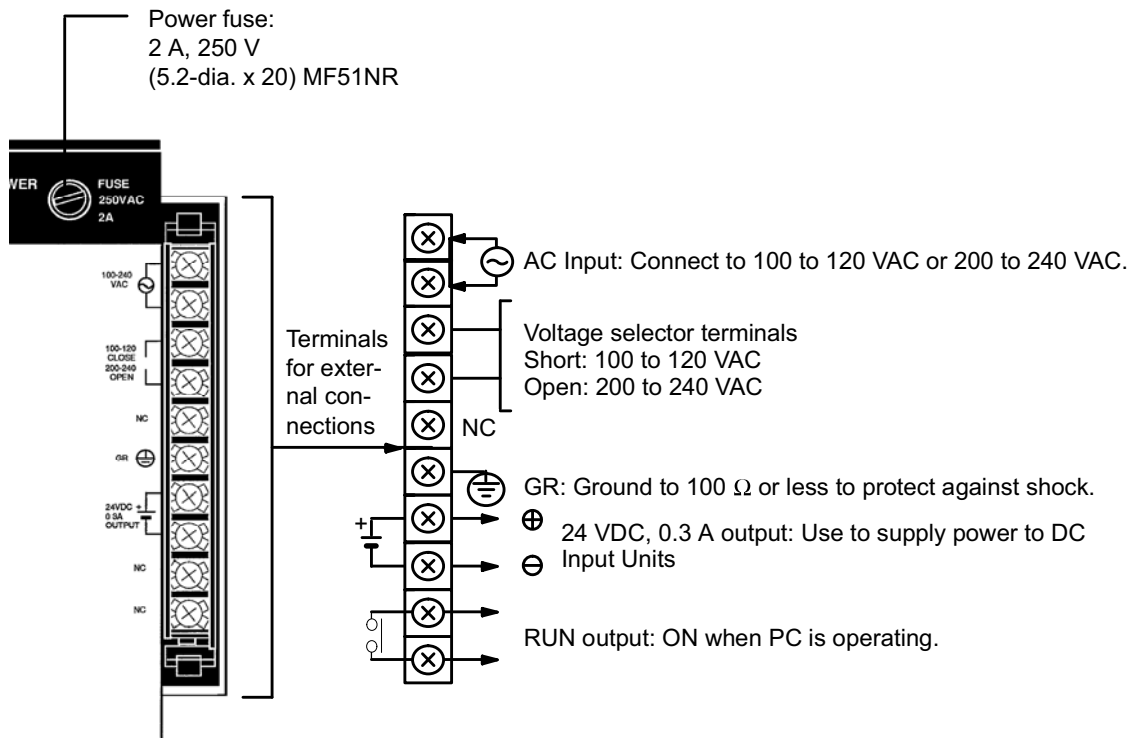 Power fuse:
2 A, 250 V
(5.2-dia. x 20) MF51NR
WER
FUSE
250VAC
2A
100-240
VAC
100-120
CLOSE
200-240
OPEN
NC
GR
24VDC +
0.3A
OUTPUT
NC
NC
Terminals
for exter-
nal con-
nections
AC Input: Connect to 100 to 120 VAC or 200 to 240 VAC.
Voltage selector terminals
Short: 100 to 120 VAC
Open: 200 to 240 VAC
NC
GR: Ground to 100 Ω or less to protect against shock.
+
⊕
24 VDC, 0.3 A output: Use to supply power to DC
⊖ Input Units
RUN output: ON when PC is operating.